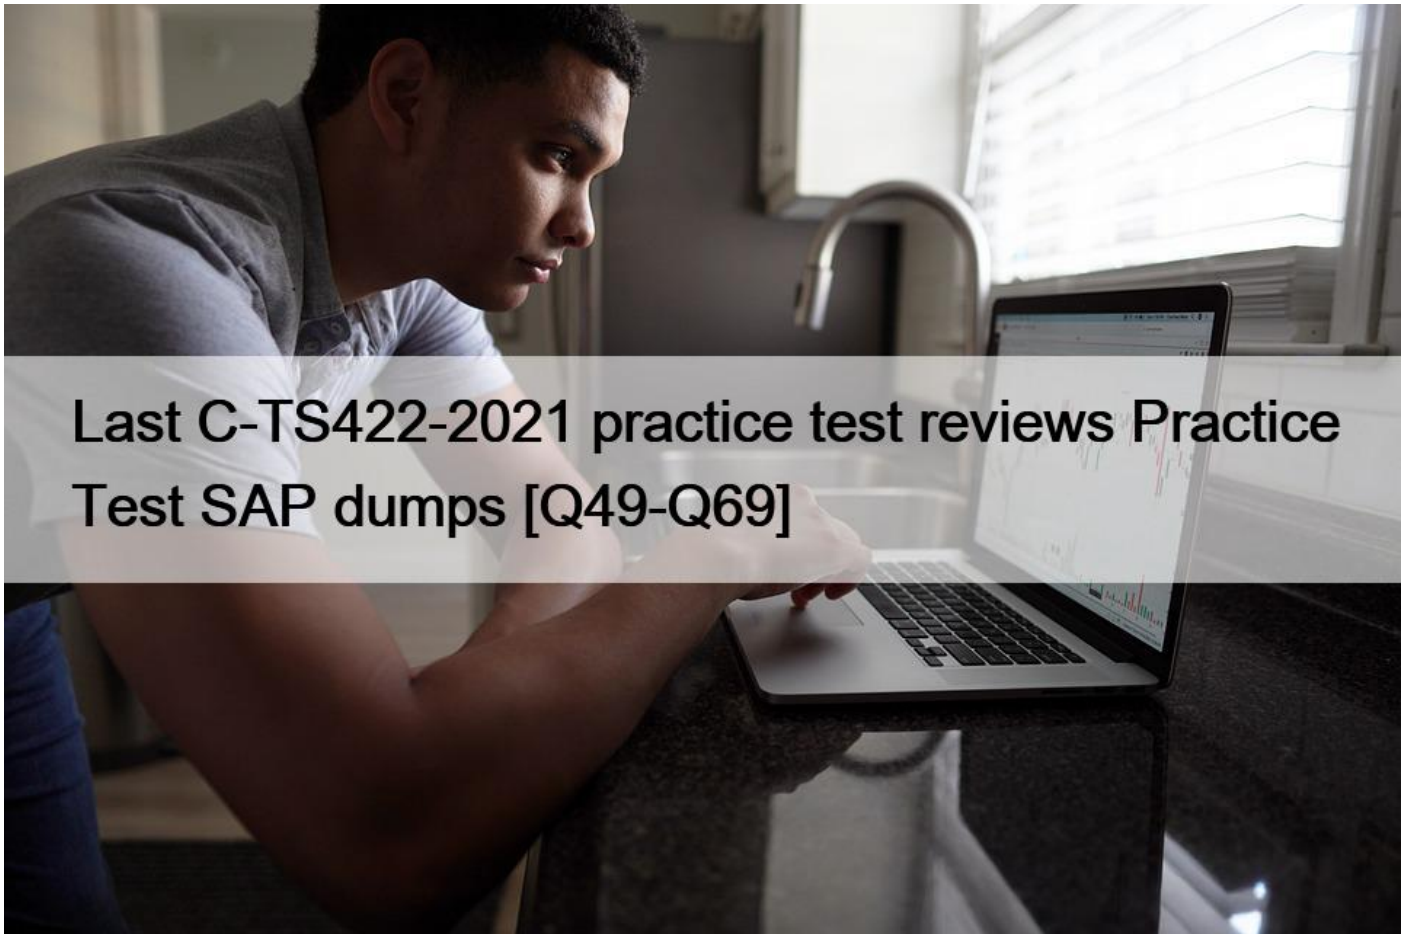 Last C-TS422-2021 practice test reviews Practice
Test SAP dumps [Q49-Q69]